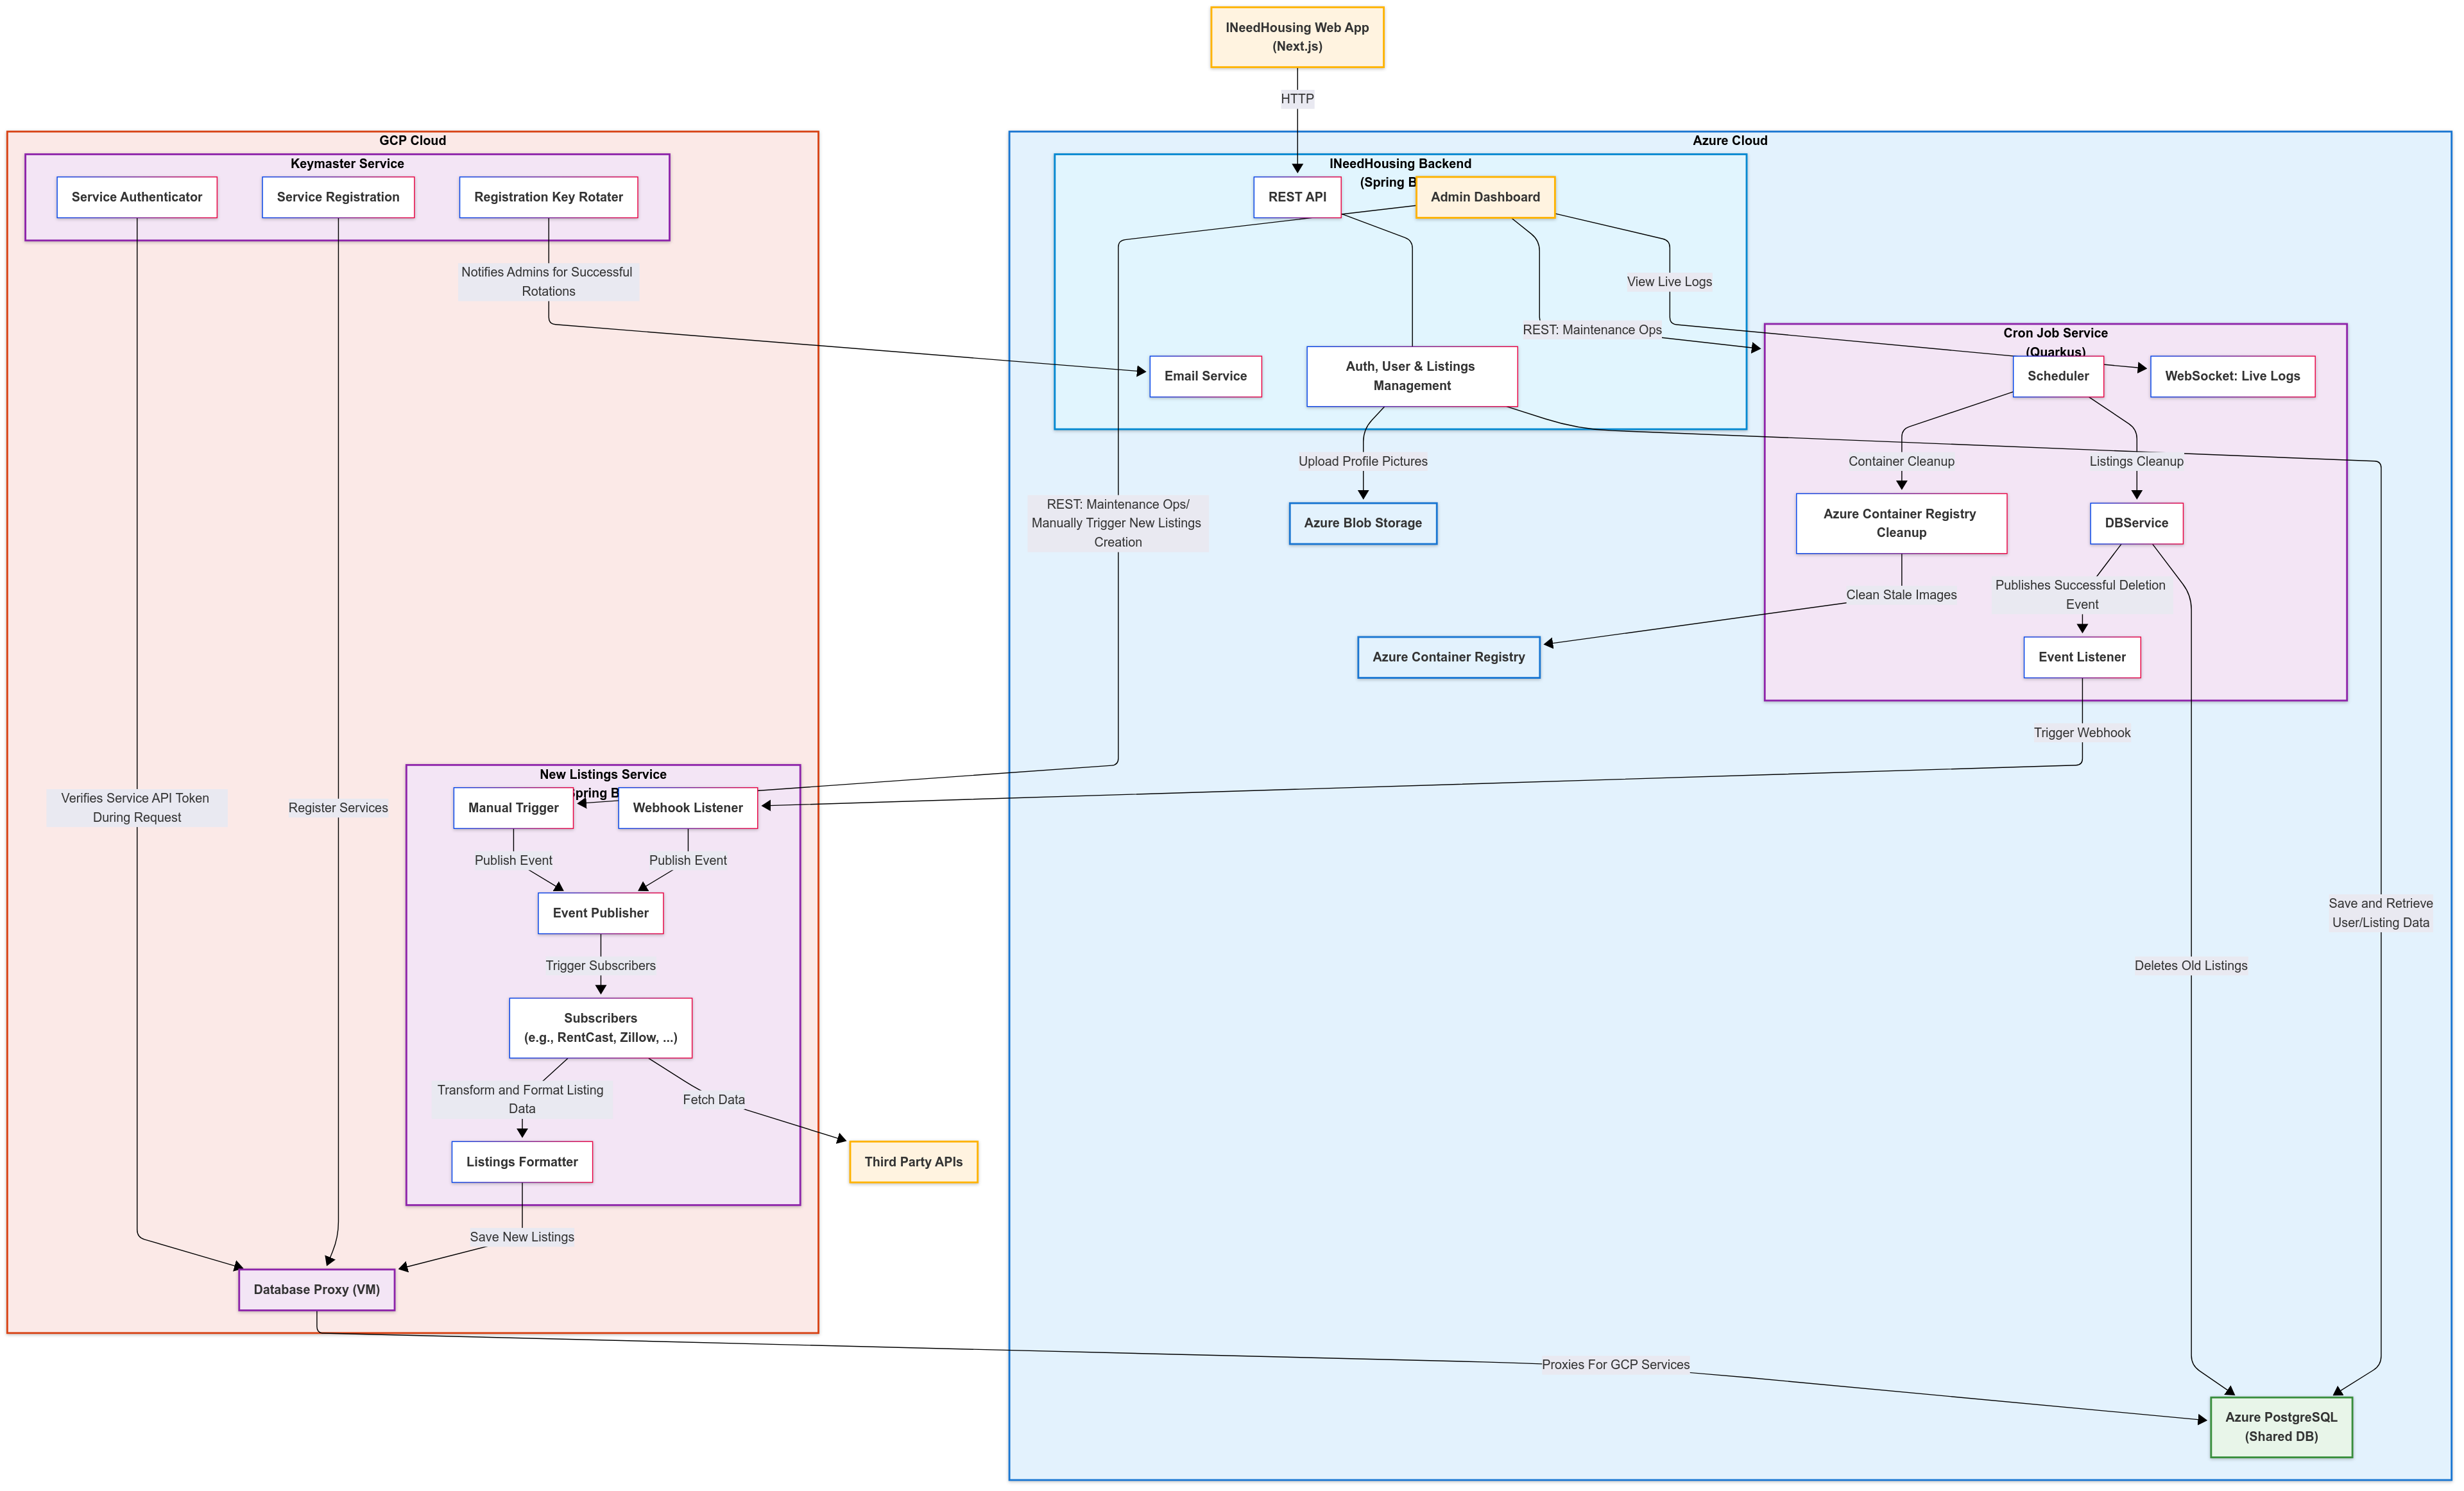 INeedHousing Web App
(Next.js)
HTTP
GCP Cloud
Keymaster Service
Service Authenticator
Service Registration
Registration Key Rotater
Notifies Admins for Successful
Rotations
Azure Cloud
INeedHousing Backend
(Spring B
REST API
Admin Dashboard
View Live Logs
REST: Maintenance Ops
Email Service
Auth, User & Listings
Management
Cron Job Service
(Quarkus)
Scheduler
WebSocket: Live Logs
Upload Profile Pictures
Container Cleanup
Listings Cleanup
REST: Maintenance Ops/
Manually Trigger New Listings
Creation
Azure Blob Storage
Azure Container Registry
Cleanup
DBService
Clean Stale Images
Publishes Successful Deletion
Event
Azure Container Registry
Event Listener
Trigger Webhook
New Listings Service
pring B
Manual Trigger
Webhook Listener
Verifies Service API Token
During Request
Register Services
Publish Event
Publish Event
Event Publisher
Save and Retrieve
User/Listing Data
Trigger Subscribers
Deletes Old Listings
Subscribers
(e.g., RentCast, Zillow, ...)
Transform and Format Listing
Data
Fetch Data
Listings Formatter
Third Party APIs
Save New Listings
Database Proxy (VM)
Proxies For GCP Services
Azure PostgreSQL
(Shared DB)